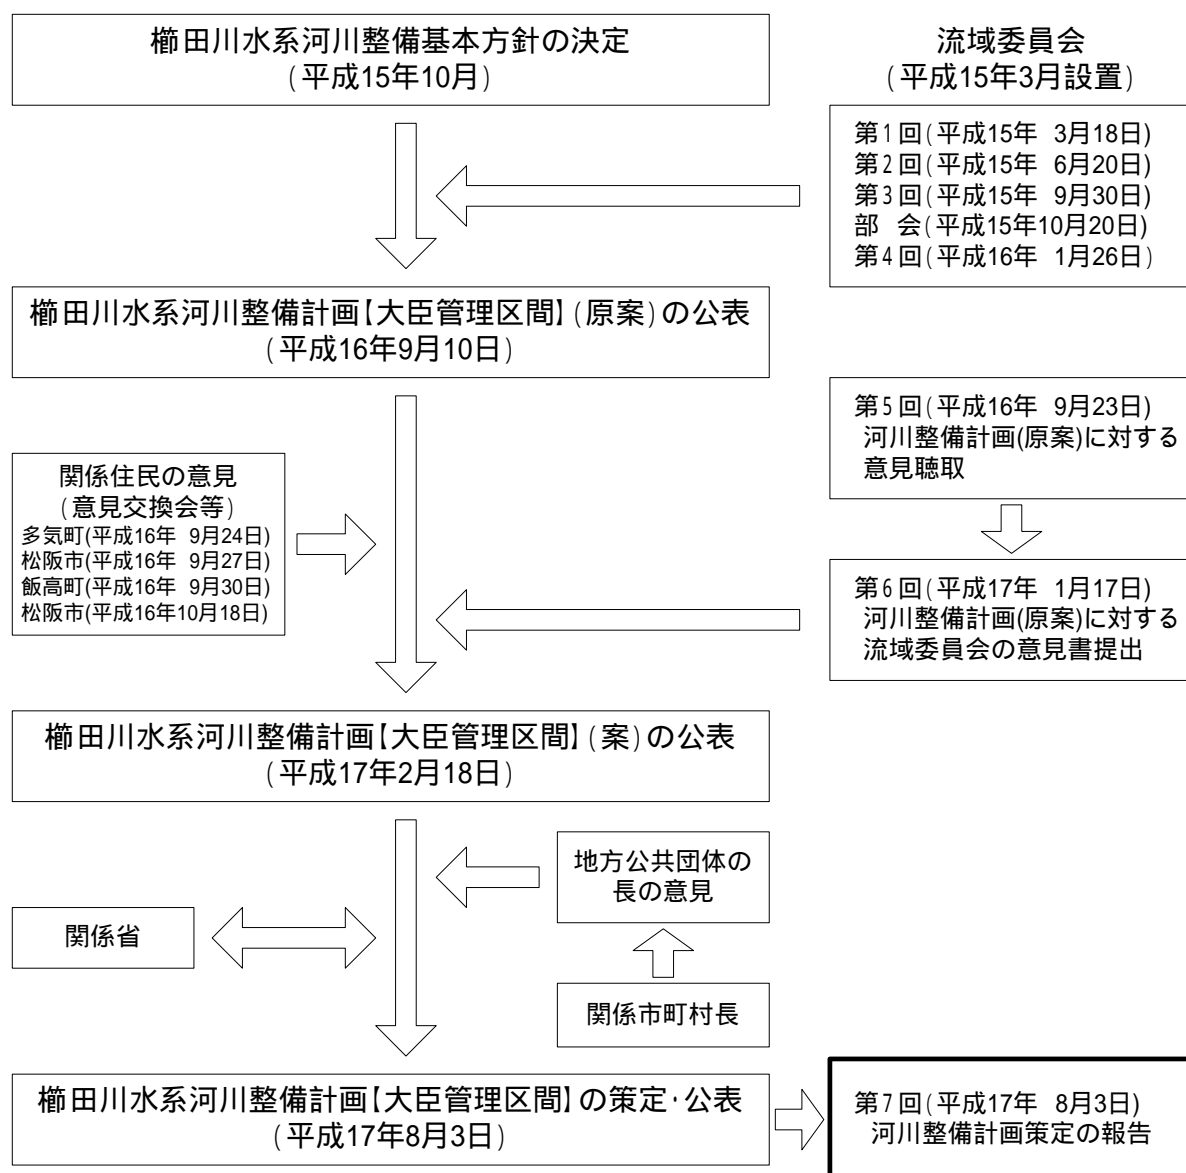 櫛田川水系河川整備基本方針の決定
(平成15年10月)
流域委員会
(平成15年3月設置)
第1回(平成15年 3月18日)
第2回(平成15年 6月20日)
第3回(平成15年 9月30日)
部 会(平成15年10月20日)
第4回(平成16年 1月26日)
櫛田川水系河川整備計画【大臣管理区間】(原案)の公表
(平成16年9月10日)
第5回(平成16年 9月23日)
河川整備計画(原案)に対する
意見聴取
関係住民の意見
(意見交換会等)
多気町(平成16年 9月24日)
松阪市(平成16年 9月27日)
飯高町(平成16年 9月30日)
松阪市(平成16年10月18日)
第6回(平成17年 1月17日)
河川整備計画(原案)に対する
流域委員会の意見書提出
櫛田川水系河川整備計画【大臣管理区間】(案)の公表
(平成17年2月18日)
地方公共団体の
長の意見
関係省
関係市町村長
櫛田川水系河川整備計画【大臣管理区間】の策定・公表
(平成17年8月3日)
第7回(平成17年 8月3日)
河川整備計画策定の報告